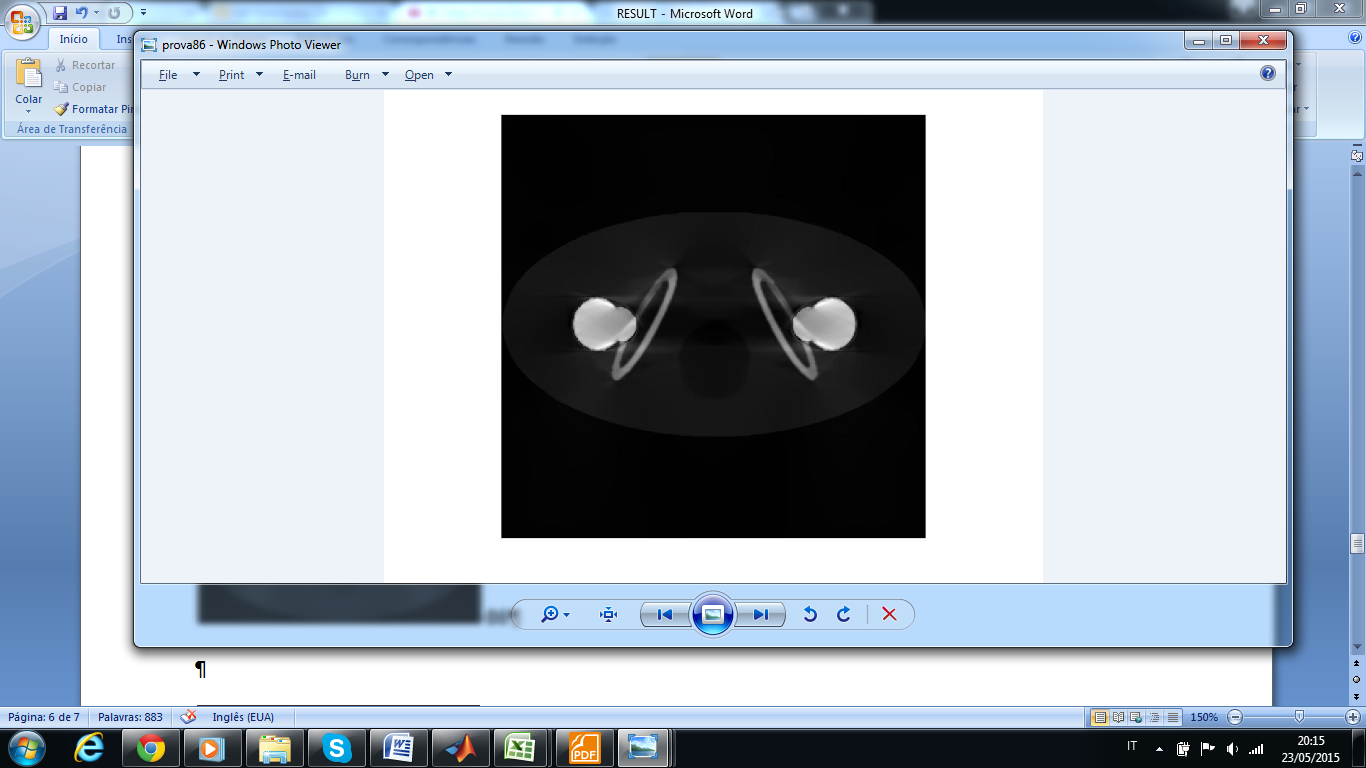 RESULT - Microsoft Word
Início
Ins
Colar
Recortar
Copiar
Formatar Pin
Área de Transferência
prova86 - Windows Photo Viewer
File Print E-mail Burn Open
¶
Página: 6 de 7 Palavras: 883 Inglês (EUA) 150%
PDF
IT 20:15
23/05/2015